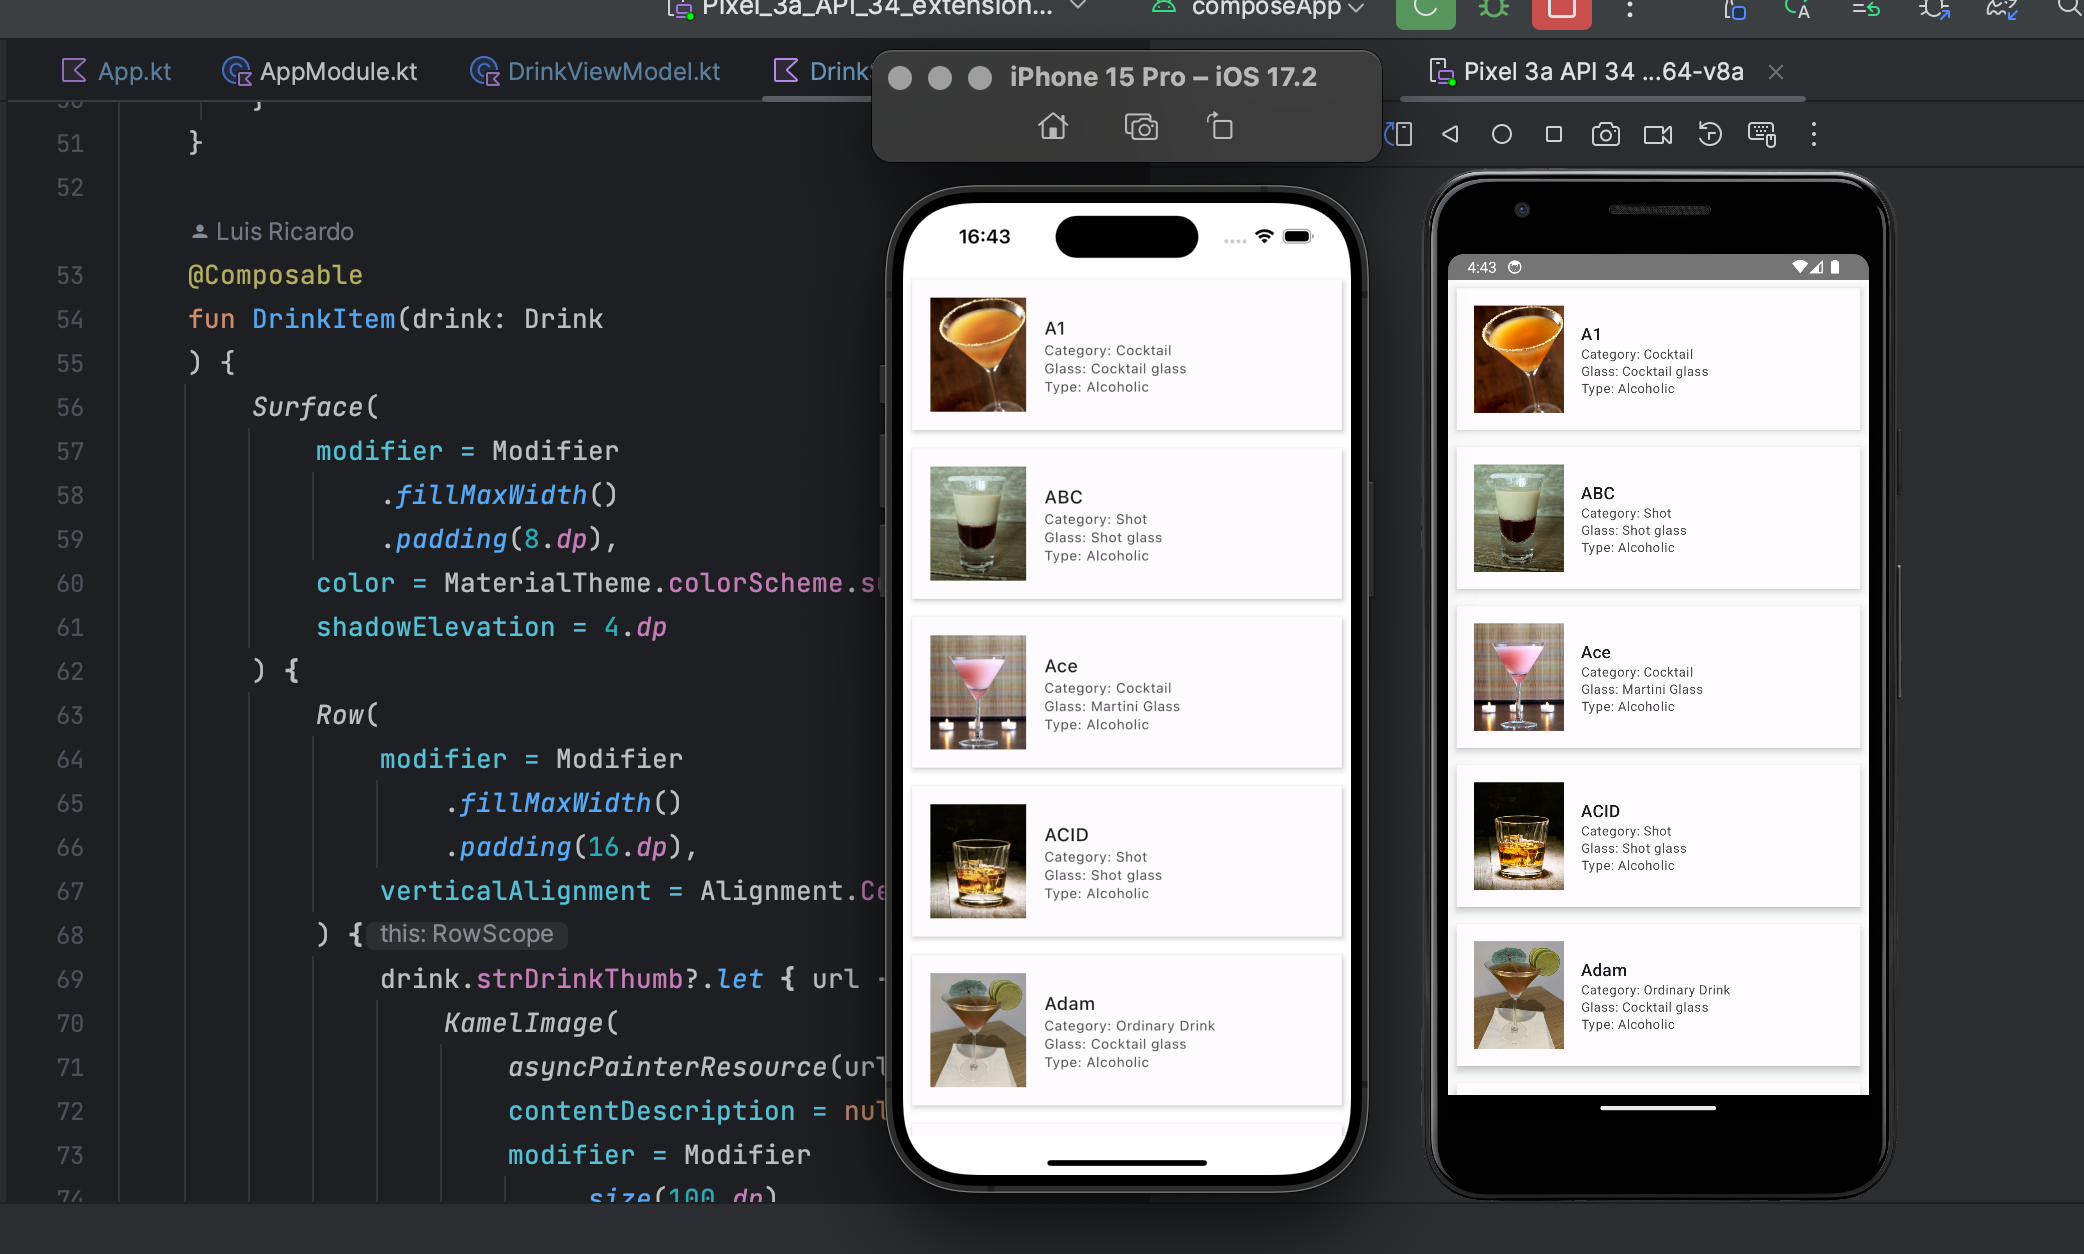 Pixel_3a_API_34_extension...
composeApp
App.kt
AppModule.kt
DrinkViewModel.kt
Drink
51 }
52
Luis Ricardo
53 @Composable
54 fun DrinkItem(drink: Drink
55 ) {
56 Surface(
57 modifier = Modifier
58 .fillMaxWidth()
59 .padding(8.dp),
60 color = MaterialTheme.colorScheme.su
61 shadowElevation = 4.dp
62 ) {
63 Row(
64 modifier = Modifier
65 .fillMaxWidth()
66 .padding(16.dp),
67 verticalAlignment = Alignment.Ce
68 ) { this: RowScope
69 drink.strDrinkThumb?.let { url -
70 KamelImage(
71 asyncPainterResource(url
72 contentDescription = nul
73 modifier = Modifier
74 .size(100.dp)
iPhone 15 Pro – iOS 17.2
16:43
A1
Category: Cocktail
Glass: Cocktail glass
Type: Alcoholic
ABC
Category: Shot
Glass: Shot glass
Type: Alcoholic
Ace
Category: Cocktail
Glass: Martini Glass
Type: Alcoholic
ACID
Category: Shot
Glass: Shot glass
Type: Alcoholic
Adam
Category: Ordinary Drink
Glass: Cocktail glass
Type: Alcoholic
Pixel 3a API 34 ...64-v8a
4:43
A1
Category: Cocktail
Glass: Cocktail glass
Type: Alcoholic
ABC
Category: Shot
Glass: Shot glass
Type: Alcoholic
Ace
Category: Cocktail
Glass: Martini Glass
Type: Alcoholic
ACID
Category: Shot
Glass: Shot glass
Type: Alcoholic
Adam
Category: Ordinary Drink
Glass: Cocktail glass
Type: Alcoholic